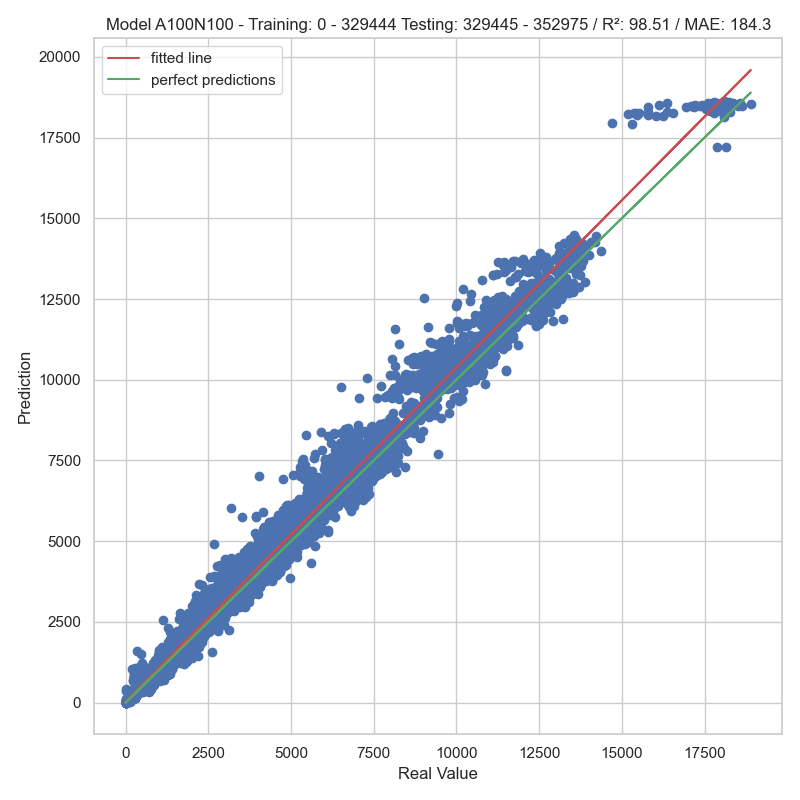 Model A100N100 - Training: 0 - 329444 Testing: 329445 - 352975 / R²: 98.51 / MAE: 184.3
fitted line
perfect predictions
20000
17500
15000
12500
10000
7500
5000
2500
0
Prediction
0 2500 5000 7500 10000 12500 15000 17500
Real Value